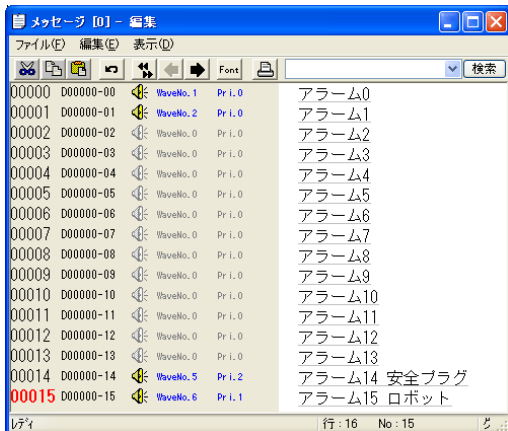 メッセージ [0] - 編集
ファイル(F) 編集(E) 表示(D)
Font 検索
00000 D00000-00 WaveNo.1 Pri.0 アラーム0
00001 D00000-01 WaveNo.2 Pri.0 アラーム1
00002 D00000-02 WaveNo.0 Pri.0 アラーム2
00003 D00000-03 WaveNo.0 Pri.0 アラーム3
00004 D00000-04 WaveNo.0 Pri.0 アラーム4
00005 D00000-05 WaveNo.0 Pri.0 アラーム5
00006 D00000-06 WaveNo.0 Pri.0 アラーム6
00007 D00000-07 WaveNo.0 Pri.0 アラーム7
00008 D00000-08 WaveNo.0 Pri.0 アラーム8
00009 D00000-09 WaveNo.0 Pri.0 アラーム9
00010 D00000-10 WaveNo.0 Pri.0 アラーム10
00011 D00000-11 WaveNo.0 Pri.0 アラーム11
00012 D00000-12 WaveNo.0 Pri.0 アラーム12
00013 D00000-13 WaveNo.0 Pri.0 アラーム13
00014 D00000-14 WaveNo.5 Pri.2 アラーム14 安全プラグ
00015 D00000-15 WaveNo.6 Pri.1 アラーム15 ロボット
ﾚﾃﾞｨ 行:16 No:15